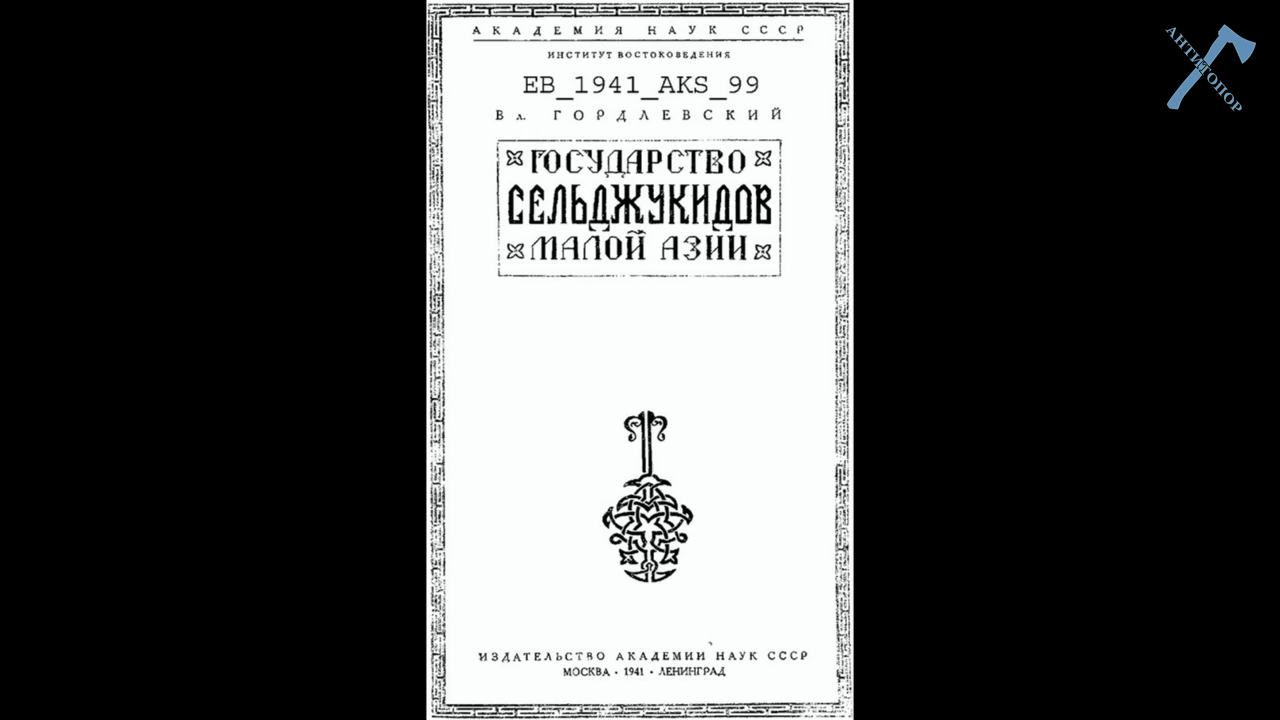 АКАДЕМИЯ НАУК СССР
ИНСТИТУТ ВОСТОКОВЕДЕНИЯ
EB_1941_AKS_99
Вл. ГОРДЛЕВСКИЙ
ГОСУДАРСТВО
СЕЛЬДЖУКИДОВ
МАЛОЙ АЗИИ
ИЗДАТЕЛЬСТВО АКАДЕМИИ НАУК СССР
МОСКВА • 1941 • ЛЕНИНГРАД
АНТИТОПОР